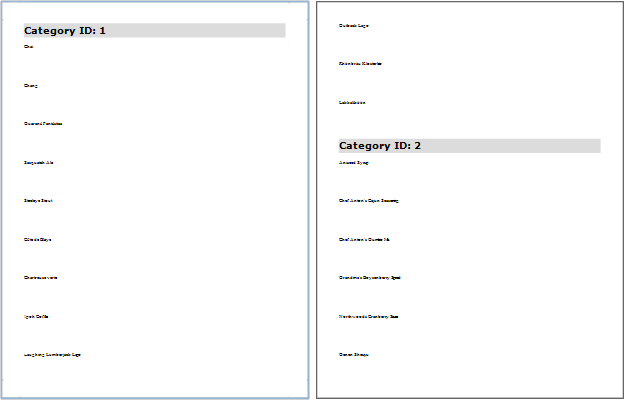 Category ID: 1
Chai
Chang
Guaraná Fantástica
Sasquatch Ale
Steeleye Stout
Côte de Blaye
Chartreuse verte
Ipoh Coffee
Laughing Lumberjack Lager
Outback Lager
Rhönbräu Klosterbier
Lakkalikööri
Category ID: 2
Aniseed Syrup
Chef Anton's Cajun Seasoning
Chef Anton's Gumbo Mix
Grandma's Boysenberry Spread
Northwoods Cranberry Sauce
Genen Shouyu